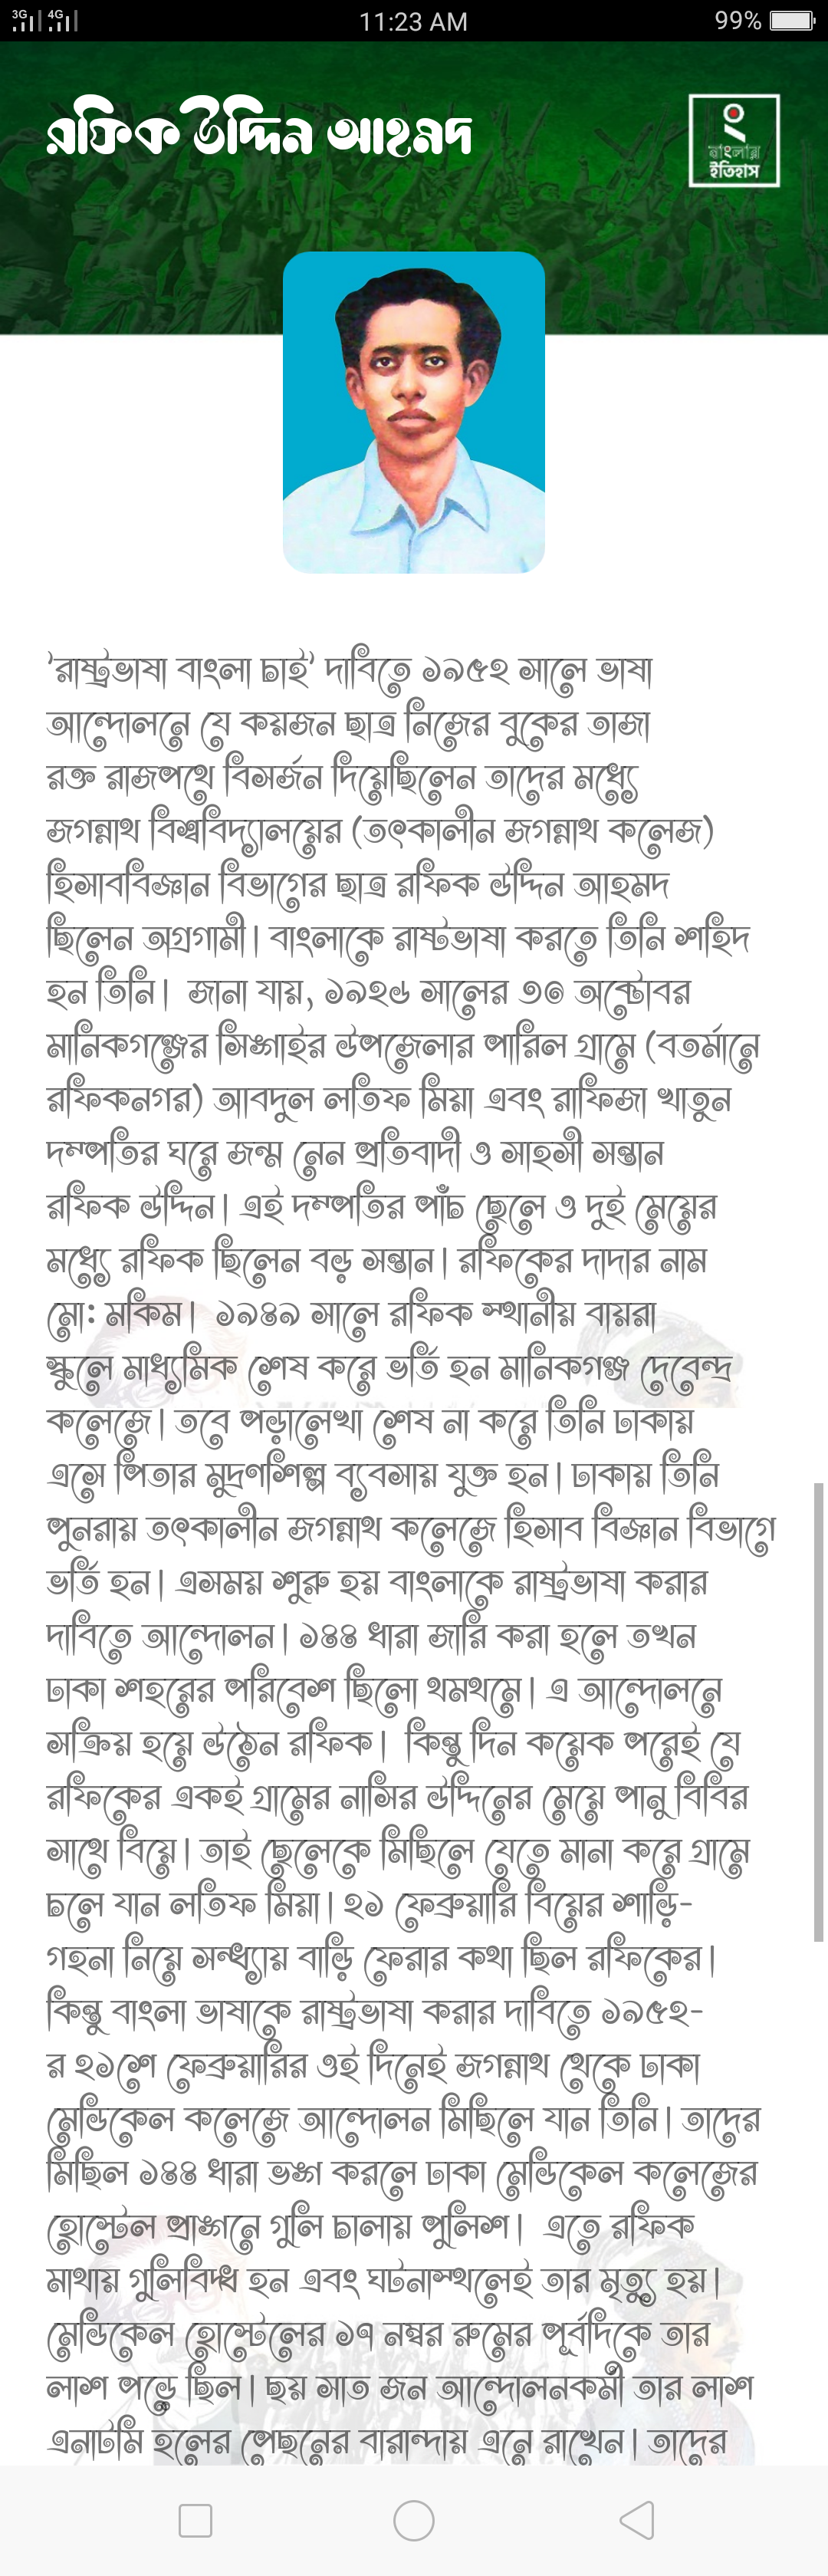 3G 4G 11:23 AM 99%
রফিক উদ্দিন আহমদ
বাংলার
ইতিহাস
'রাষ্ট্রভাষা বাংলা চাই' দাবিতে ১৯৫২ সালে ভাষা
আন্দোলনে যে কয়জন ছাত্র নিজের বুকের তাজা
রক্ত রাজপথে বিসর্জন দিয়েছিলেন তাদের মধ্যে
জগন্নাথ বিশ্ববিদ্যালয়ের (তৎকালীন জগন্নাথ কলেজ)
হিসাববিজ্ঞান বিভাগের ছাত্র রফিক উদ্দিন আহমদ
ছিলেন অগ্রগামী। বাংলাকে রাষ্টভাষা করতে তিনি শহিদ
হন তিনি। জানা যায়, ১৯২৬ সালের ৩০ অক্টোবর
মানিকগঞ্জের সিঙ্গাইর উপজেলার পারিল গ্রামে (বতর্মানে
রফিকনগর) আবদুল লতিফ মিয়া এবং রাফিজা খাতুন
দম্পতির ঘরে জন্ম নেন প্রতিবাদী ও সাহসী সন্তান
রফিক উদ্দিন। এই দম্পতির পাঁচ ছেলে ও দুই মেয়ের
মধ্যে রফিক ছিলেন বড় সন্তান। রফিকের দাদার নাম
মো: মকিম। ১৯৪৯ সালে রফিক স্থানীয় বায়রা
স্কুলে মাধ্যমিক শেষ করে ভর্তি হন মানিকগঞ্জ দেবেন্দ্র
কলেজে। তবে পড়ালেখা শেষ না করে তিনি ঢাকায়
এসে পিতার মুদ্রণশিল্প ব্যবসায় যুক্ত হন। ঢাকায় তিনি
পুনরায় তৎকালীন জগন্নাথ কলেজে হিসাব বিজ্ঞান বিভাগে
ভর্তি হন। এসময় শুরু হয় বাংলাকে রাষ্ট্রভাষা করার
দাবিতে আন্দোলন। ১৪৪ ধারা জারি করা হলে তখন
ঢাকা শহরের পরিবেশ ছিলো থমথমে। এ আন্দোলনে
সক্রিয় হয়ে উঠেন রফিক। কিন্তু দিন কয়েক পরেই যে
রফিকের একই গ্রামের নাসির উদ্দিনের মেয়ে পানু বিবির
সাথে বিয়ে। তাই ছেলেকে মিছিলে যেতে মানা করে গ্রামে
চলে যান লতিফ মিয়া। ২১ ফেব্রুয়ারি বিয়ের শাড়ি-
গহনা নিয়ে সন্ধ্যায় বাড়ি ফেরার কথা ছিল রফিকের।
কিন্তু বাংলা ভাষাকে রাষ্ট্রভাষা করার দাবিতে ১৯৫২-
র ২১শে ফেব্রুয়ারির ওই দিনেই জগন্নাথ থেকে ঢাকা
মেডিকেল কলেজে আন্দোলন মিছিলে যান তিনি। তাদের
মিছিল ১৪৪ ধারা ভঙ্গ করলে ঢাকা মেডিকেল কলেজের
হোস্টেল প্রাঙ্গনে গুলি চালায় পুলিশ। এতে রফিক
মাথায় গুলিবিদ্ধ হন এবং ঘটনাস্থলেই তার মৃত্যু হয়।
মেডিকেল হোস্টেলের ১৭ নম্বর রুমের পূর্বদিকে তার
লাশ পড়ে ছিল। ছয় সাত জন আন্দোলনকর্মী তার লাশ
এনাটমি হলের পেছনের বারান্দায় এনে রাখেন। তাদের